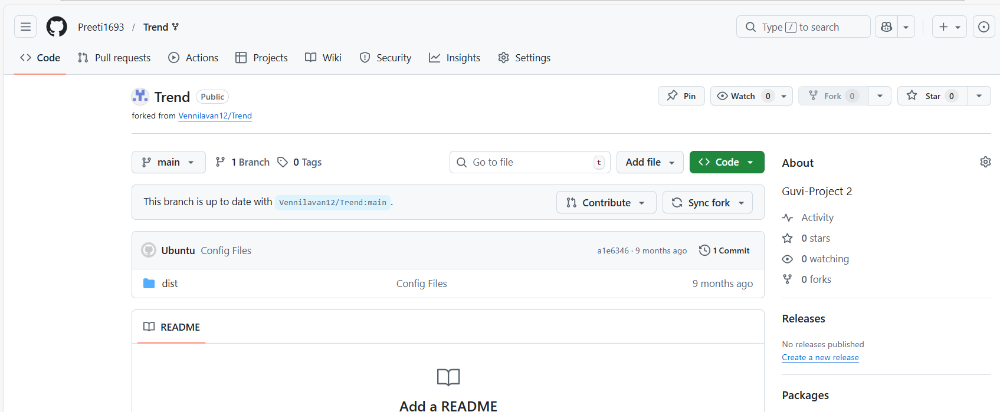 Preeti1693 / Trend
Type / to search
Code
Pull requests
Actions
Projects
Wiki
Security
Insights
Settings
Trend Public
forked from Vennilavan12/Trend
Pin
Watch 0
Fork 0
Star 0
main
1 Branch
0 Tags
Go to file t
Add file
Code
This branch is up to date with Vennilavan12/Trend:main .
Contribute
Sync fork
Ubuntu Config Files
a1e6346 · 9 months ago
1 Commit
dist
Config Files
9 months ago
README
Add a README
About
Guvi-Project 2
Activity
0 stars
0 watching
0 forks
Releases
No releases published
Create a new release
Packages